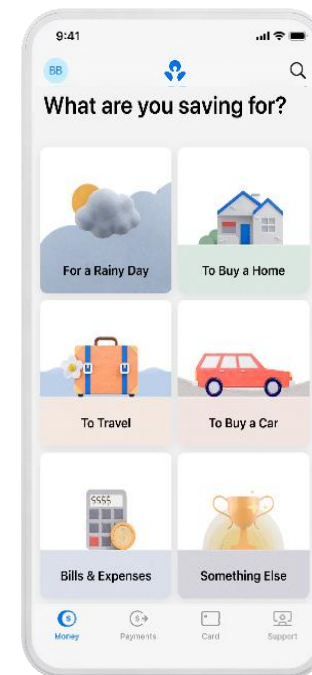 9:41
BB
What are you saving for?
For a Rainy Day
To Buy a Home
To Travel
To Buy a Car
$$$$
Bills & Expenses
Something Else
Money
Payments
Card
Support